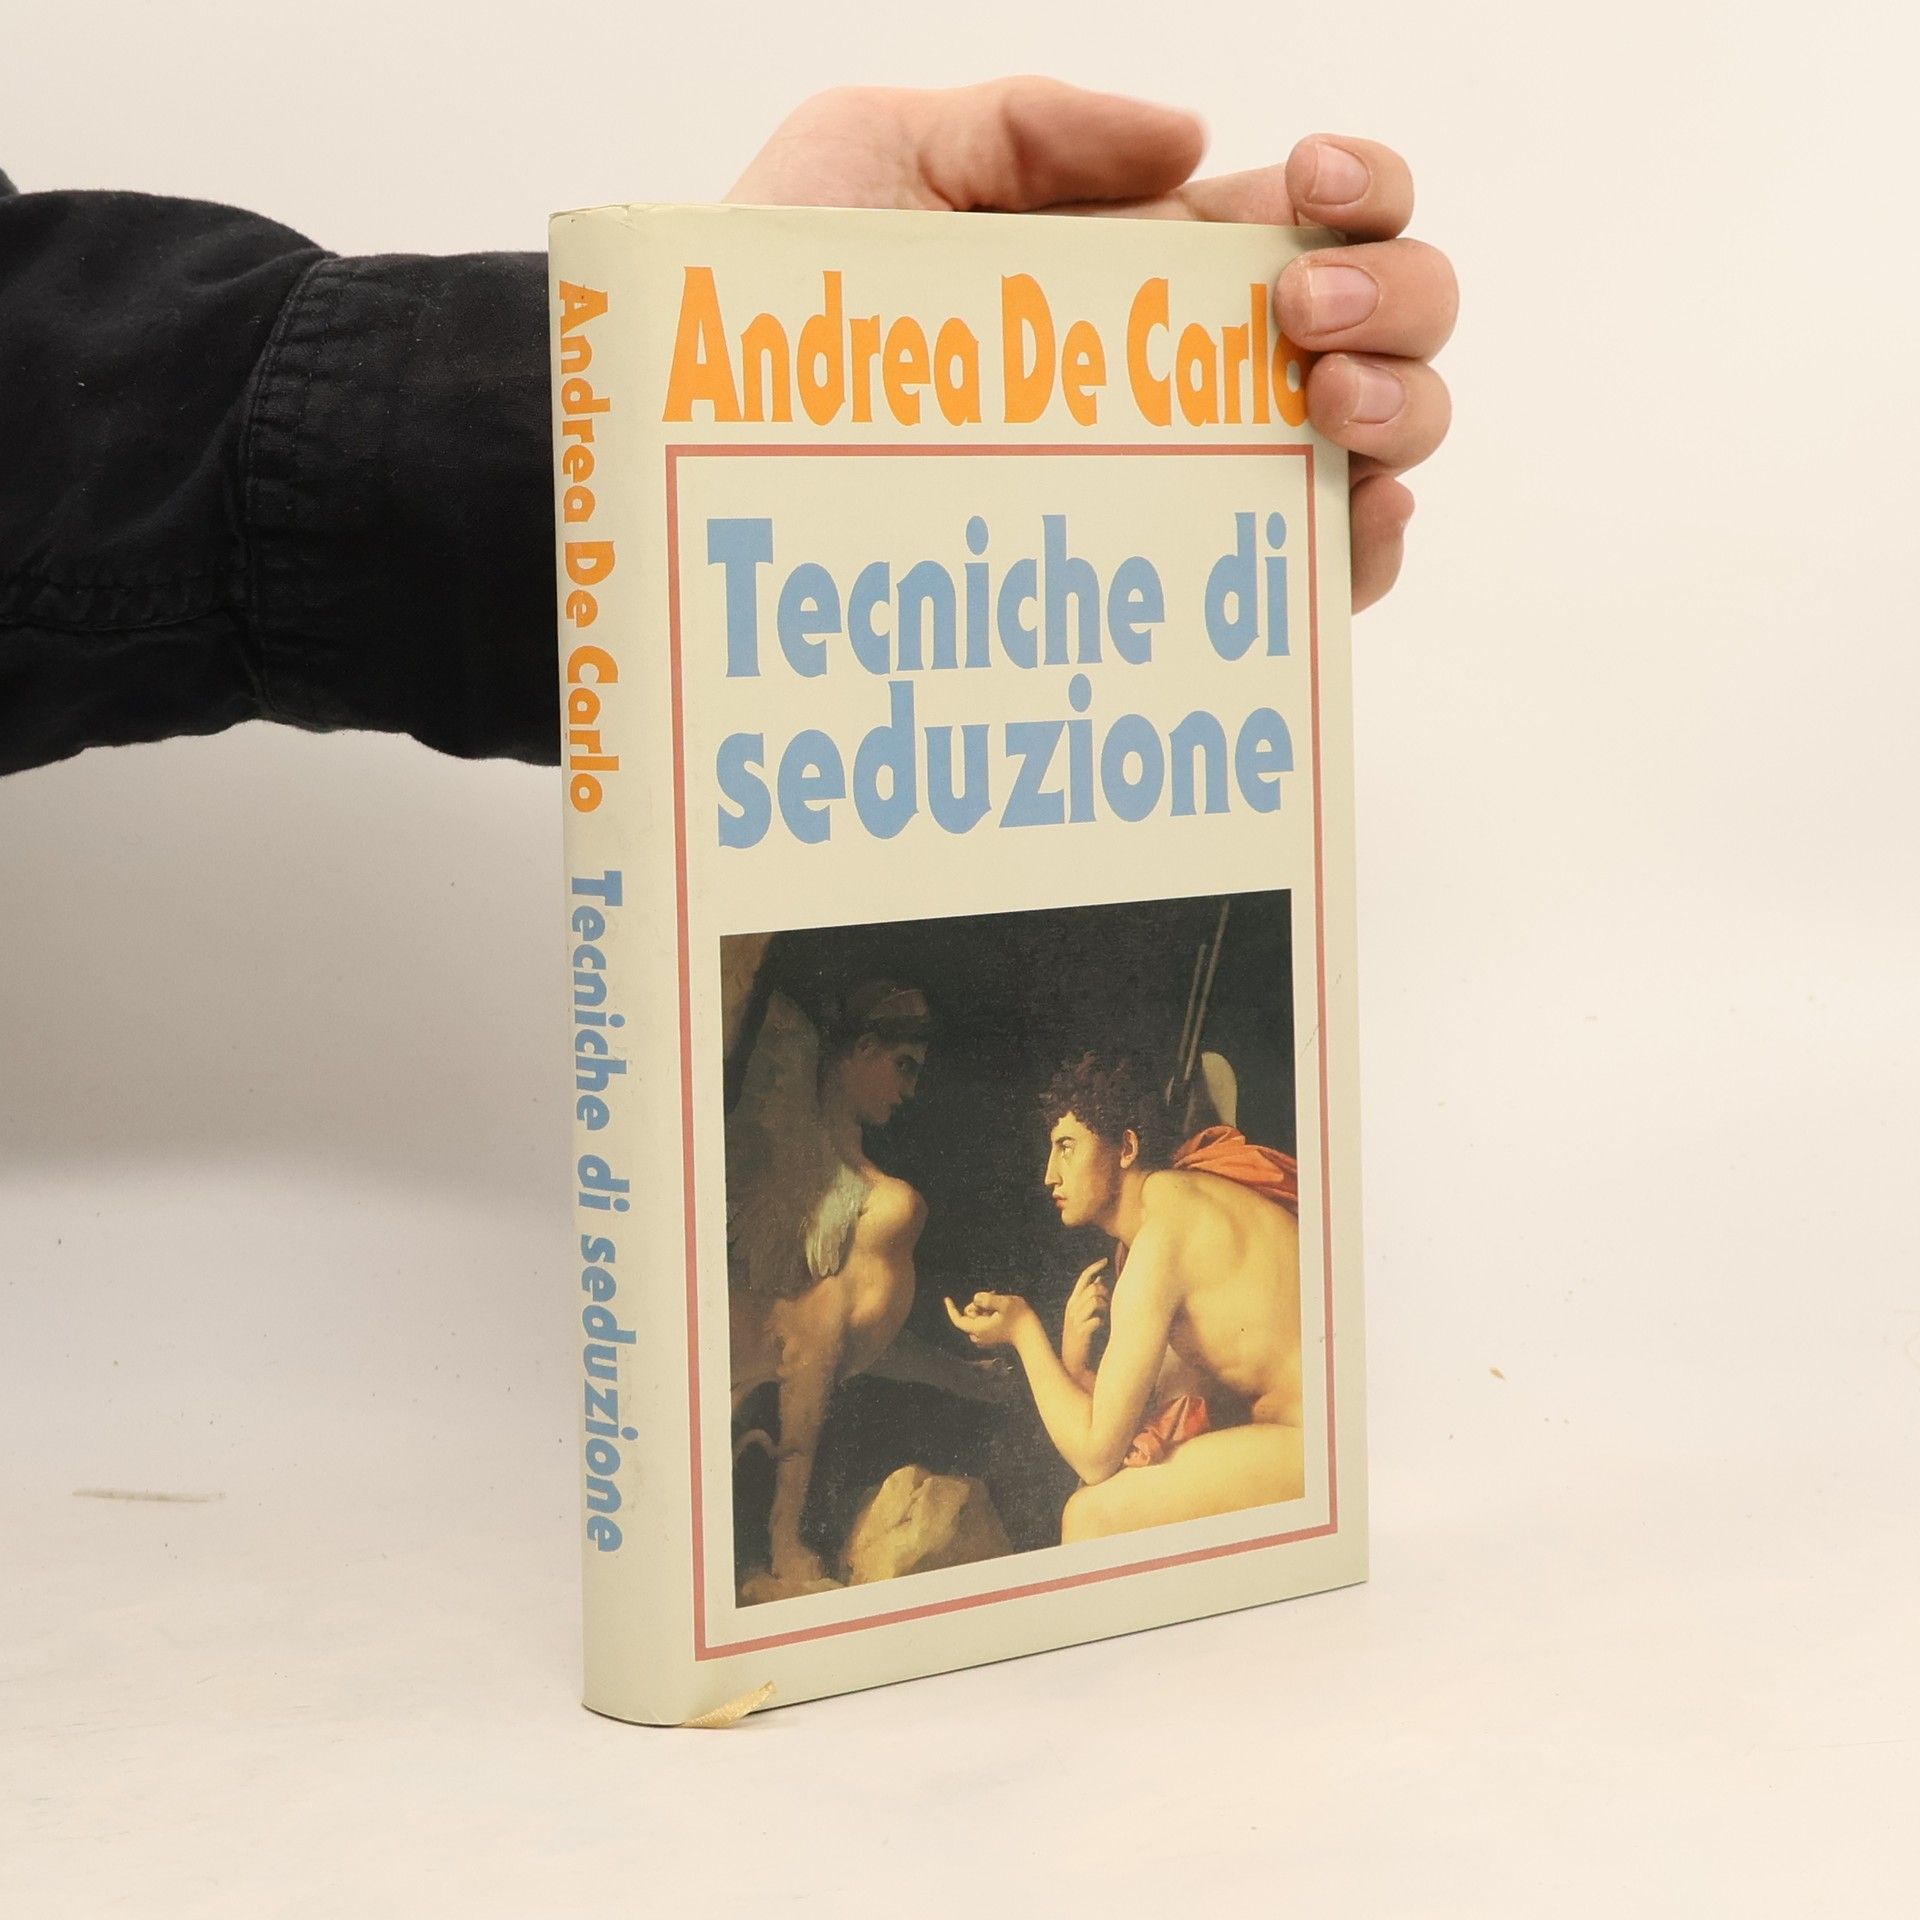 Andrea De Carlo
Tecniche di
seduzione
Andrea De Carlo Tecniche di seduzione